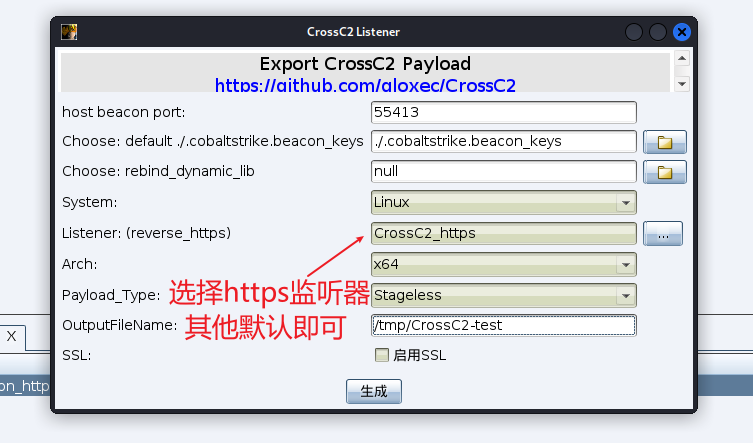 CrossC2 Listener
Export CrossC2 Payload
https://github.com/gloxec/CrossC2
host beacon port: 55413
Choose: default ./.cobaltstrike.beacon_keys ./.cobaltstrike.beacon_keys
Choose: rebind_dynamic_lib null
System: Linux
Listener: (reverse_https) CrossC2_https ...
Arch: x64
Payload_Type: 选择https监听器 Stageless
X OutputFileName: 其他默认即可 /tmp/CrossC2-test
SSL: 启用SSL
on_http
生成